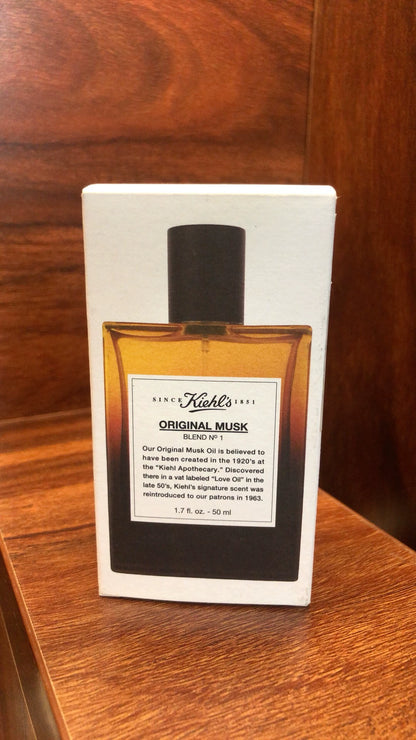 SINCE Kiehl's 1851
ORIGINAL MUSK
BLEND Nº 1
Our Original Musk Oil is believed to
have been created in the 1920's at
the "Kiehl Apothecary." Discovered
there in a vat labeled "Love Oil" in the
late 50's, Kiehl's signature scent was
reintroduced to our patrons in 1963.
1.7 fl. oz. - 50 ml